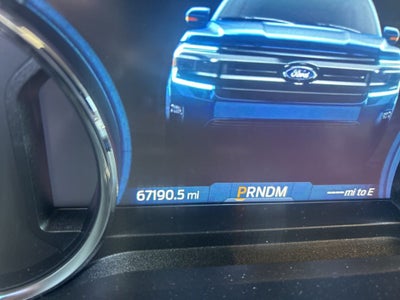 Ford
67190.5 mi PRNDM ----mi to E